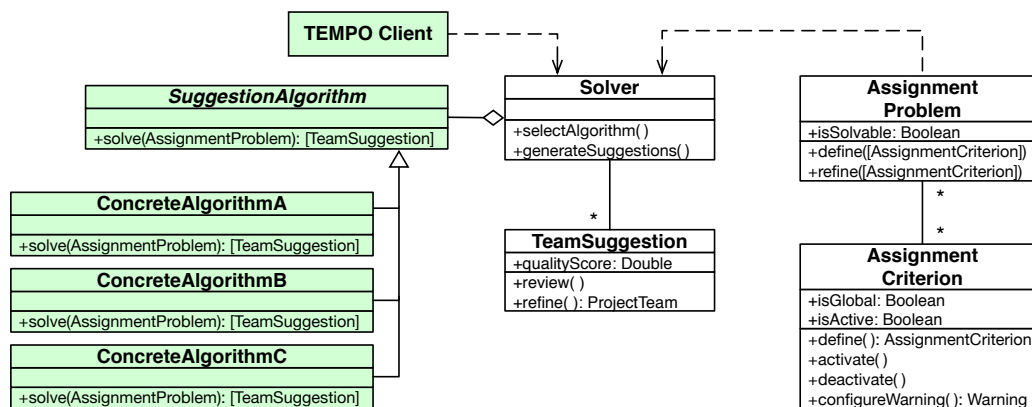 TEMPO Client
SuggestionAlgorithm
+solve(AssignmentProblem): [TeamSuggestion]
ConcreteAlgorithmA
+solve(AssignmentProblem): [TeamSuggestion]
ConcreteAlgorithmB
+solve(AssignmentProblem): [TeamSuggestion]
ConcreteAlgorithmC
+solve(AssignmentProblem): [TeamSuggestion]
Solver
+selectAlgorithm( )
+generateSuggestions( )
*
TeamSuggestion
+qualityScore: Double
+review( )
+refine( ): ProjectTeam
Assignment
Problem
+isSolvable: Boolean
+define([AssignmentCriterion])
+refine([AssignmentCriterion])
*
*
Assignment
Criterion
+isGlobal: Boolean
+isActive: Boolean
+define( ): AssignmentCriterion
+activate( )
+deactivate( )
+configureWarning( ): Warning